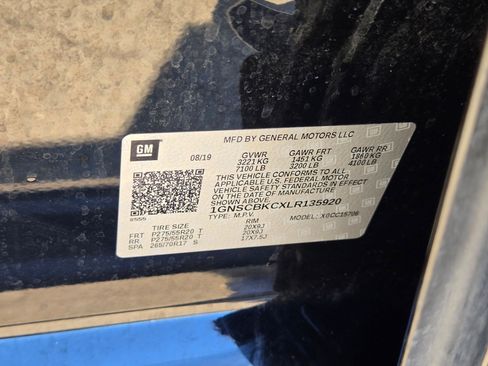 GM
MFD BY GENERAL MOTORS LLC
08/19 GVWR GAWR FRT GAWR RR
3221 KG 1451 KG 1860 KG
7100 LB 3200 LB 4100 LB
THIS VEHICLE CONFORMS TO ALL
APPLICABLE U.S. FEDERAL MOTOR
VEHICLE SAFETY STANDARDS IN
EFFECT ON THE DATE OF
MANUFACTURE SHOWN ABOVE.
1GNSCBKCXLR135920
TYPE: M.P.V. MODEL:
TIRE SIZE RIM
FRT P275/55R20 T 20X9J
RR P275/55R20 T 20X9J
SPA 265/70R17 S 17X7.5J